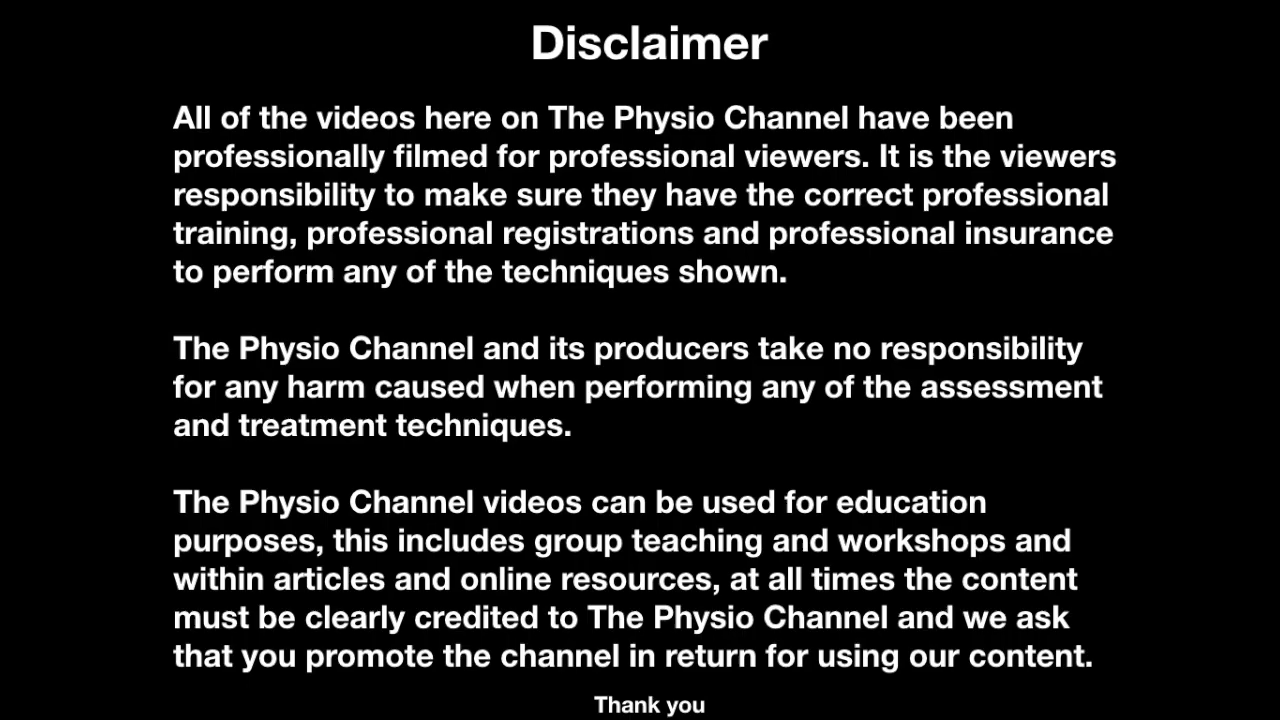 Disclaimer
All of the videos here on The Physio Channel have been
professionally filmed for professional viewers. It is the viewers
responsibility to make sure they have the correct professional
training, professional registrations and professional insurance
to perform any of the techniques shown.
The Physio Channel and its producers take no responsibility
for any harm caused when performing any of the assessment
and treatment techniques.
The Physio Channel videos can be used for education
purposes, this includes group teaching and workshops and
within articles and online resources, at all times the content
must be clearly credited to The Physio Channel and we ask
that you promote the channel in return for using our content.
Thank you